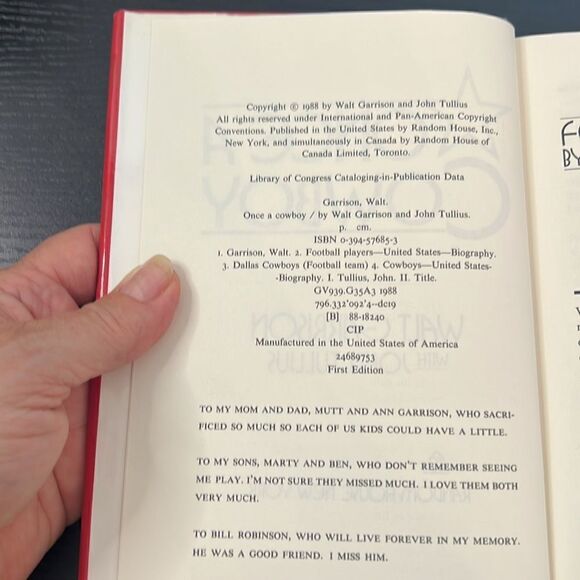 Copyright © 1988 by Walt Garrison and John Tullius
All rights reserved under International and Pan-American Copyright
Conventions. Published in the United States by Random House, Inc.,
New York, and simultaneously in Canada by Random House of
Canada Limited, Toronto.
Library of Congress Cataloging-in-Publication Data
Garrison, Walt.
Once a cowboy / by Walt Garrison and John Tullius.
p. cm.
ISBN 0-394-57685-3
1. Garrison, Walt. 2. Football players—United States—Biography.
3. Dallas Cowboys (Football team) 4. Cowboys—United States-
-Biography. I. Tullius, John. II. Title.
GV939.G35A3 1988
796.332'092'4--dc19
[B] 88-18240
CIP
Manufactured in the United States of America
24689753
First Edition
TO MY MOM AND DAD, MUTT AND ANN GARRISON, WHO SACRI-
FICED SO MUCH SO EACH OF US KIDS COULD HAVE A LITTLE.
TO MY SONS, MARTY AND BEN, WHO DON'T REMEMBER SEEING
ME PLAY. I'M NOT SURE THEY MISSED MUCH. I LOVE THEM BOTH
VERY MUCH.
TO BILL ROBINSON, WHO WILL LIVE FOREVER IN MY MEMORY.
HE WAS A GOOD FRIEND. I MISS HIM.
BY